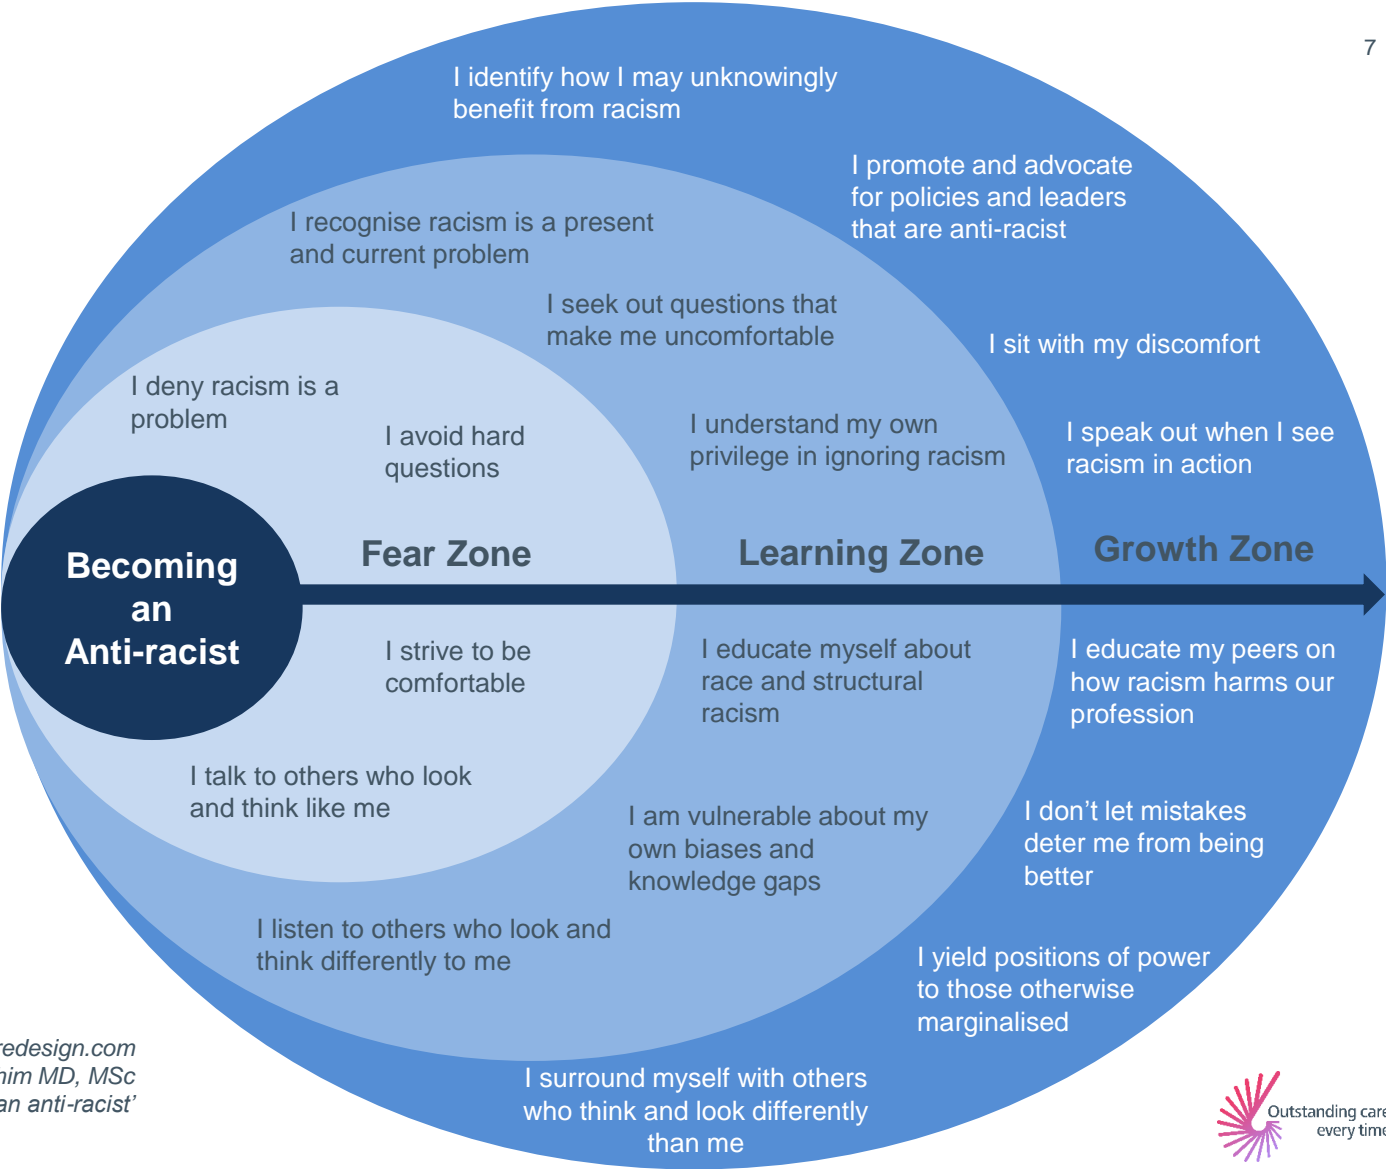 7
I identify how I may unknowingly
benefit from racism
I promote and advocate
for policies and leaders
that are anti-racist
I recognise racism is a present
and current problem
I seek out questions that
make me uncomfortable
I sit with my discomfort
I deny racism is a
problem
I avoid hard
questions
I understand my own
privilege in ignoring racism
I speak out when I see
racism in action
Becoming
an
Anti-racist
Fear Zone
Learning Zone
Growth Zone
I strive to be
comfortable
I educate myself about
race and structural
racism
I educate my peers on
how racism harms our
profession
I talk to others who look
and think like me
I am vulnerable about my
own biases and
knowledge gaps
I don’t let mistakes
deter me from being
better
I listen to others who look and
think differently to me
I yield positions of power
to those otherwise
marginalised
I surround myself with others
who think and look differently
than me
redesign.com
MD, MSc
an anti-racist’
Outstanding care
every time